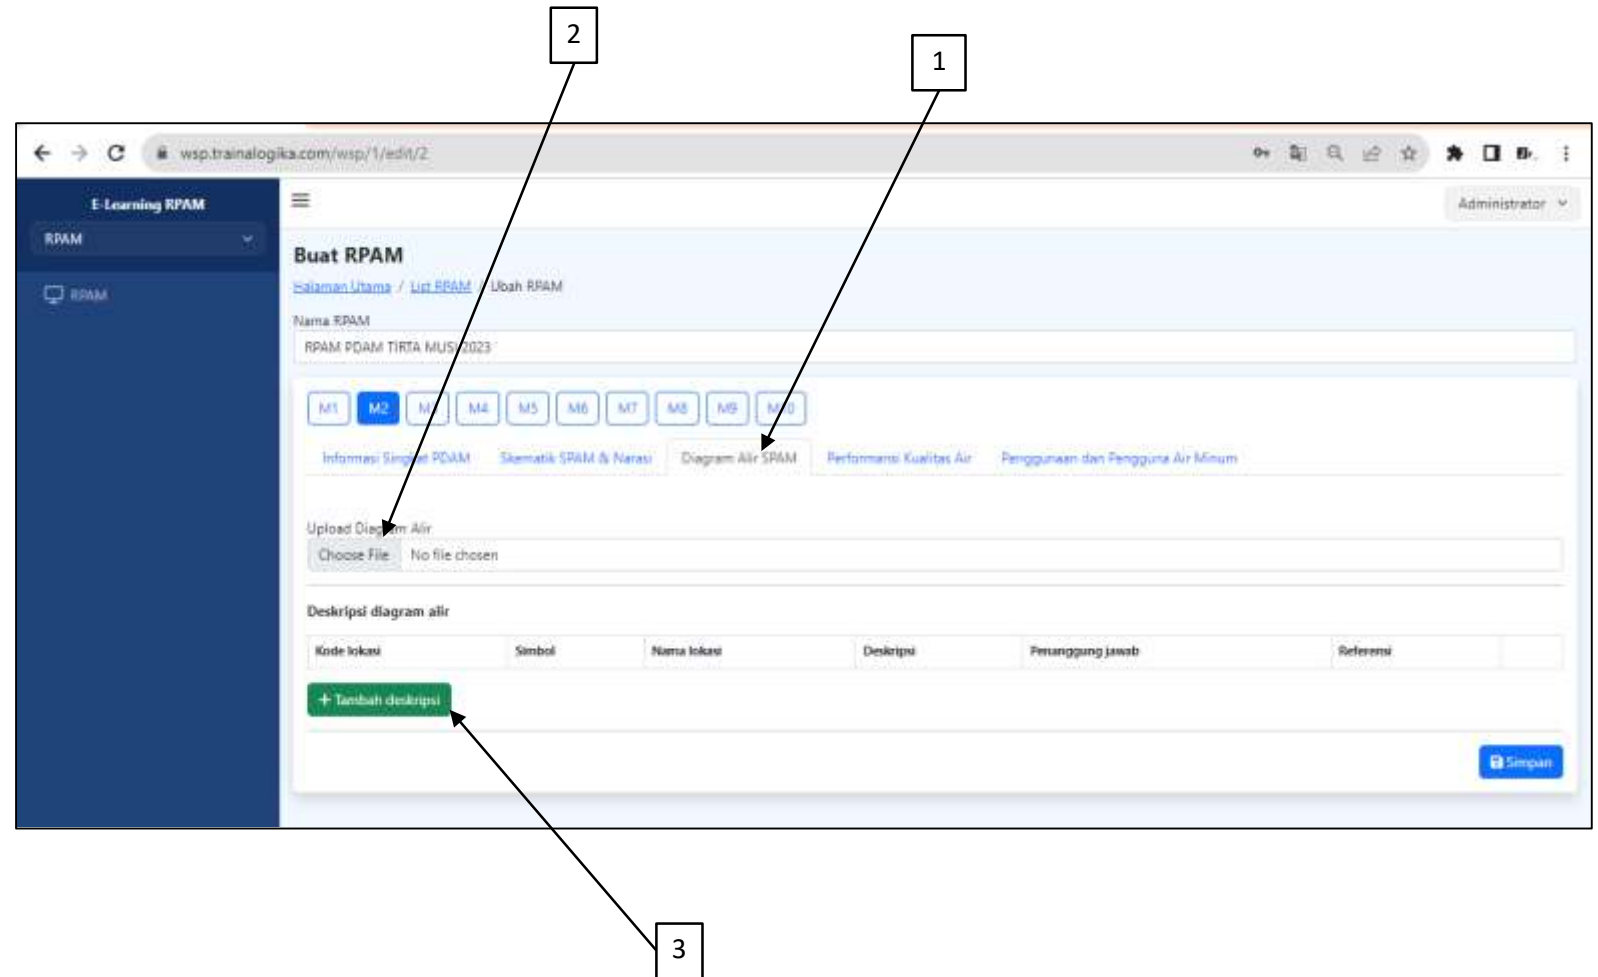 2
1
wsp.trainalogika.com/wsp/1/edit/2
E-Learning RPAM
Administrator
RPAM
Buat RPAM
RPAM
Halaman Utama / List RPAM / Ubah RPAM
Nama RPAM
RPAM PDAM TIRTA MUSI 2023
M1 M2 M3 M4 M5 M6 M7 M8 M9 M10
Informasi Singkat PDAM Skematik SPAM & Narasi Diagram Alir SPAM Performansi Kualitas Air Penggunaan dan Pengguna Air Minum
Upload Diagram Alir
Choose File No file chosen
Deskripsi diagram alir
Kode lokasi Simbol Nama lokasi Deskripsi Penanggung jawab Referensi
+ Tambah deskripsi
Simpan
3